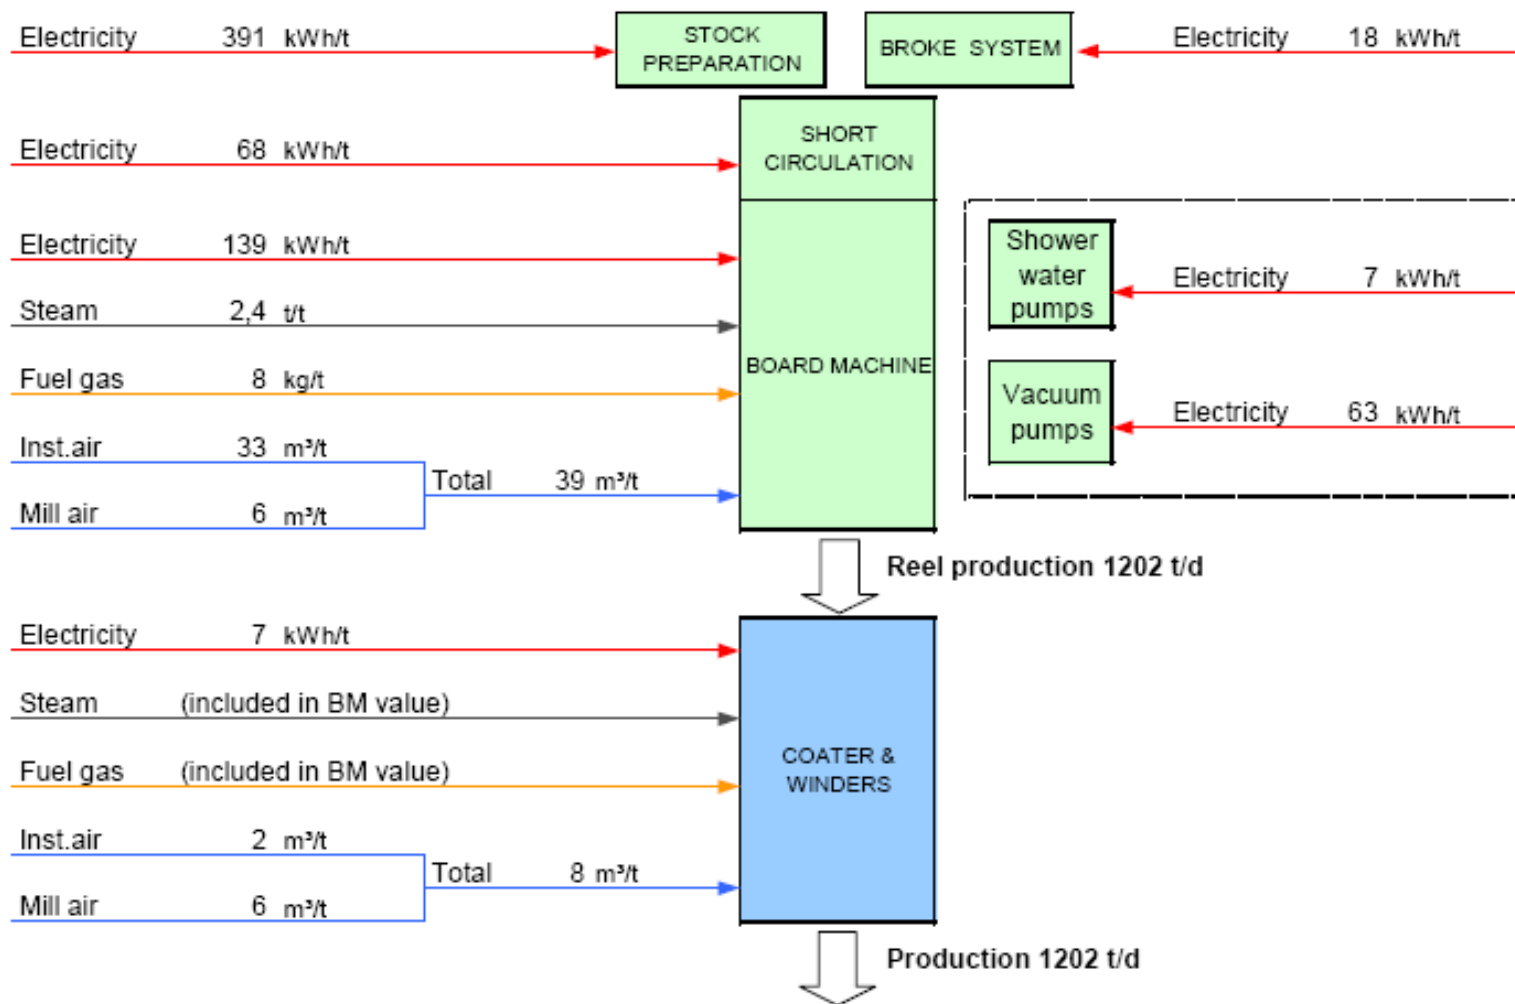 Electricity 391 kWh/t
STOCK
PREPARATION
BROKE SYSTEM
Electricity 18 kWh/t
Electricity 68 kWh/t
SHORT
CIRCULATION
Electricity 139 kWh/t
Steam 2,4 t/t
Fuel gas 8 kg/t
Inst.air 33 m³/t
Total 39 m³/t
Mill air 6 m³/t
BOARD MACHINE
Shower
water
pumps
Electricity 7 kWh/t
Vacuum
pumps
Electricity 63 kWh/t
Reel production 1202 t/d
Electricity 7 kWh/t
Steam (included in BM value)
Fuel gas (included in BM value)
Inst.air 2 m³/t
Total 8 m³/t
Mill air 6 m³/t
COATER &
WINDERS
Production 1202 t/d